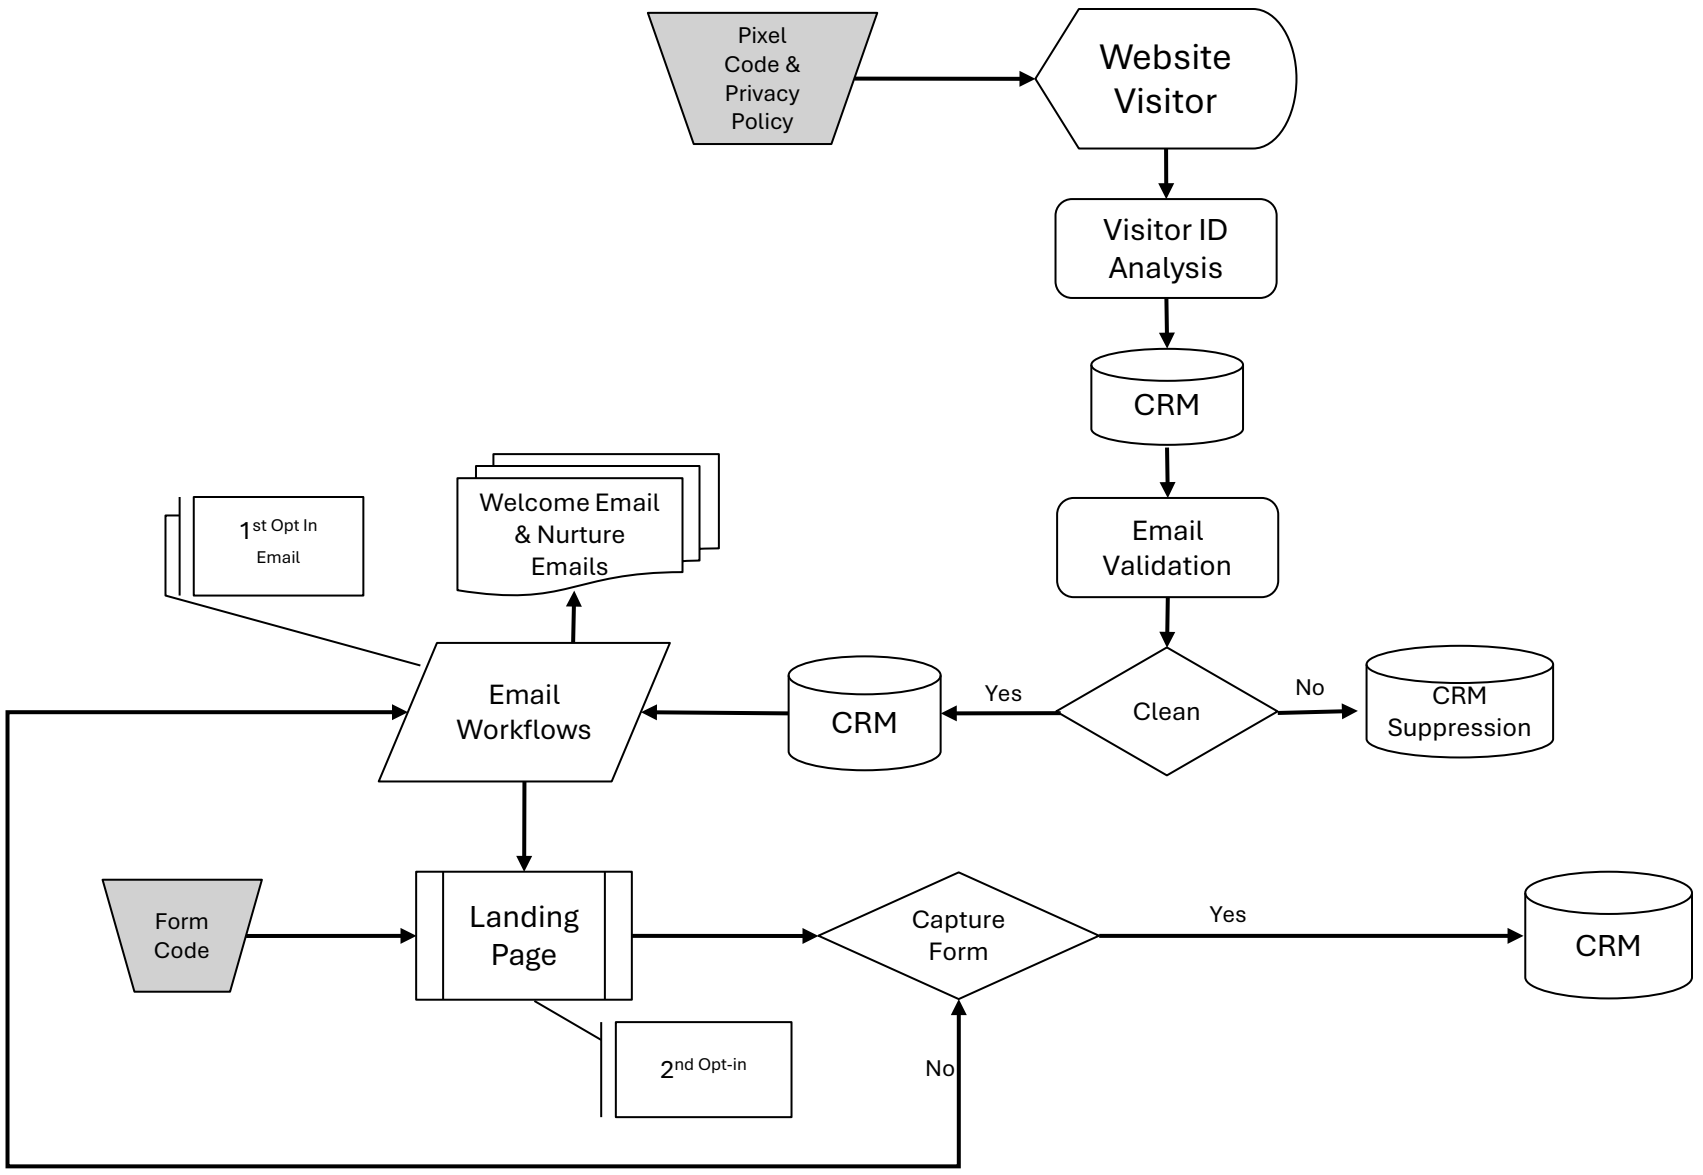 Pixel
Code &
Privacy
Policy
Website
Visitor
Visitor ID
Analysis
CRM
Email
Validation
1st Opt In
Email
Welcome Email
& Nurture
Emails
Email
Workflows
CRM
Yes
Clean
No
CRM
Suppression
Form
Code
Landing
Page
Capture
Form
Yes
CRM
2nd Opt-in
No